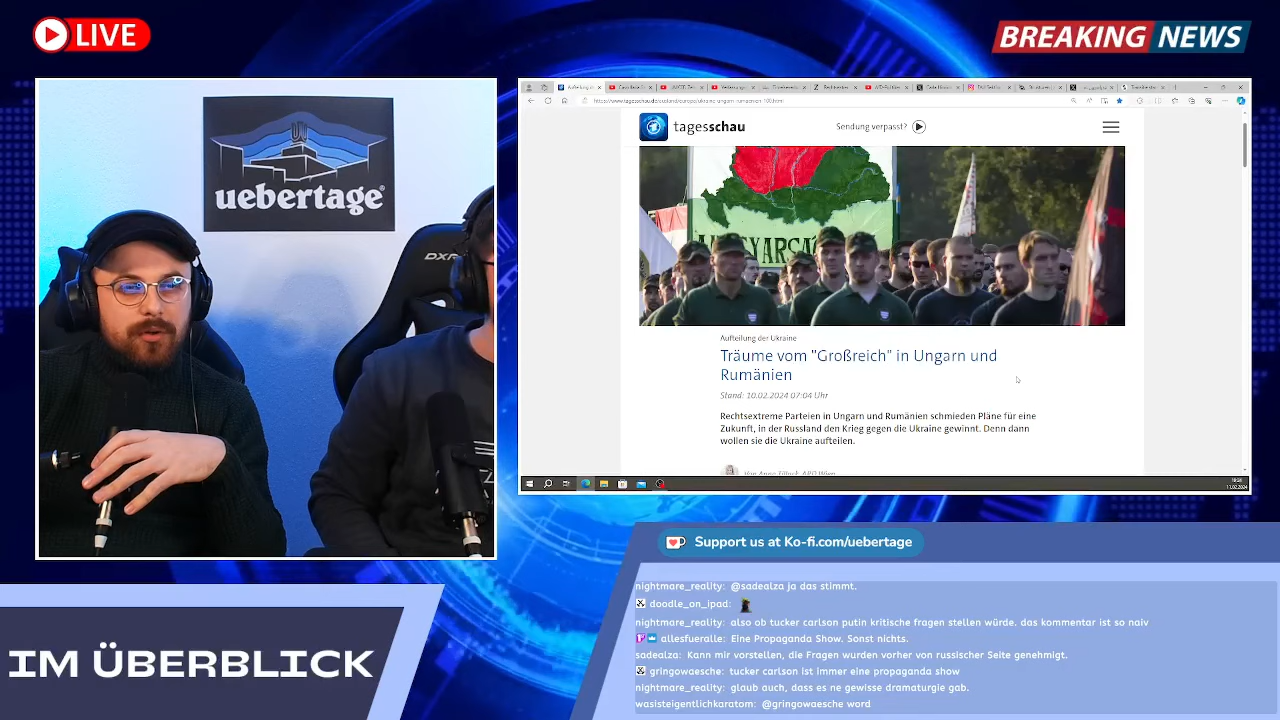 LIVE
BREAKING NEWS
uebertage®
DXR
tagesschau
Sendung verpasst?
Aufteilung der Ukraine
Träume vom "Großreich" in Ungarn und
Rumänien
Stand: 10.02.2024 07:04 Uhr
Rechtsextreme Parteien in Ungarn und Rumänien schmieden Pläne für eine
Zukunft, in der Russland den Krieg gegen die Ukraine gewinnt. Denn dann
wollen sie die Ukraine aufteilen.
11.02.2024
Support us at Ko-fi.com/uebertage
nightmare_reality: @sadealza ja das stimmt.
doodle_on_ipad:
nightmare_reality: also ob tucker carlson putin kritische fragen stellen würde. das kommentar ist so naiv
allesfueralle: Eine Propaganda Show. Sonst nichts.
sadealza: Kann mir vorstellen, die Fragen wurden vorher von russischer Seite genehmigt.
gringowaesche: tucker carlson ist immer eine propaganda show
nightmare_reality: glaub auch, dass es ne gewisse dramaturgie gab.
wasisteigentlichkaratom: @gringowaesche word
IM ÜBERBLICK